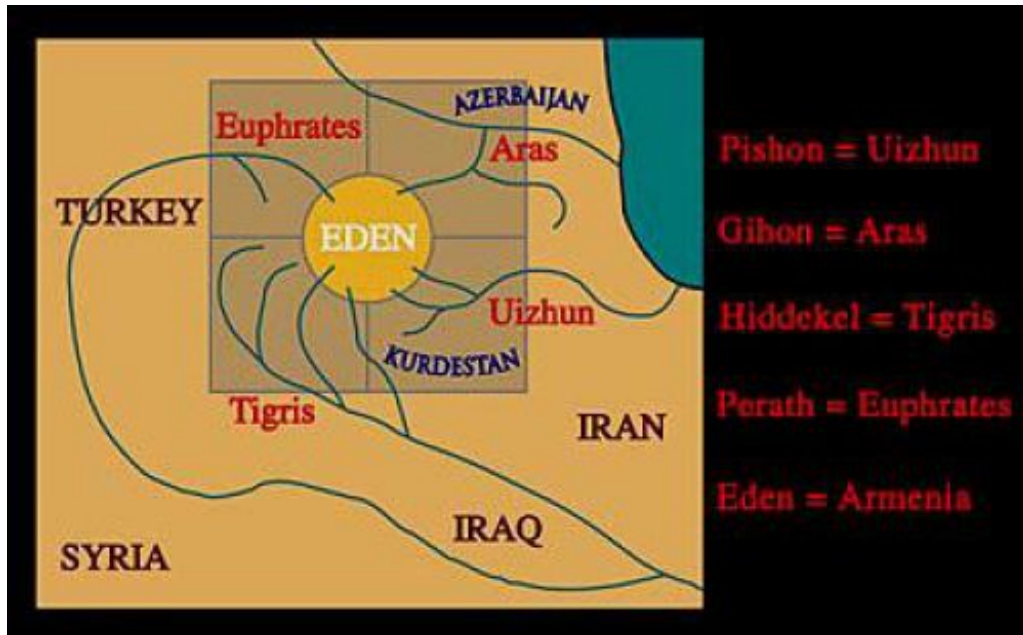 AZERBAIJAN
Euphrates
Aras
TURKEY
EDEN
Uizhun
KURDESTAN
Tigris
IRAN
IRAQ
SYRIA
Pishon = Uizhun
Gihon = Aras
Hiddekel = Tigris
Perath = Euphrates
Eden = Armenia